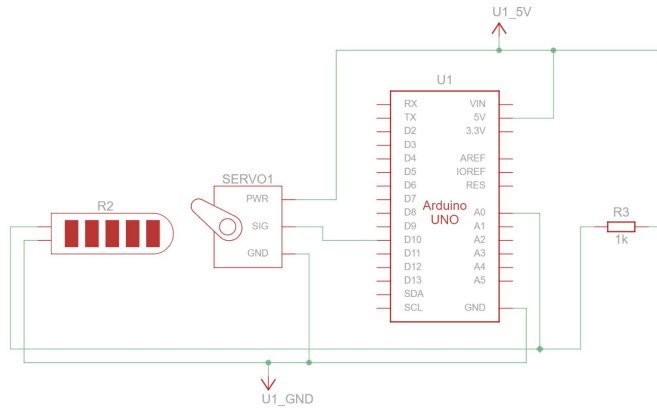 U1_5V
U1
RX
TX
D2
D3
D4
D5
D6
D7
D8
D9
D10
D11
D12
D13
SDA
SCL
Arduino
UNO
VIN
5V
3.3V
AREF
IOREF
RES
A0
A1
A2
A3
A4
A5
GND
SERVO1
PWR
SIG
GND
R2
R3
1k
U1_GND